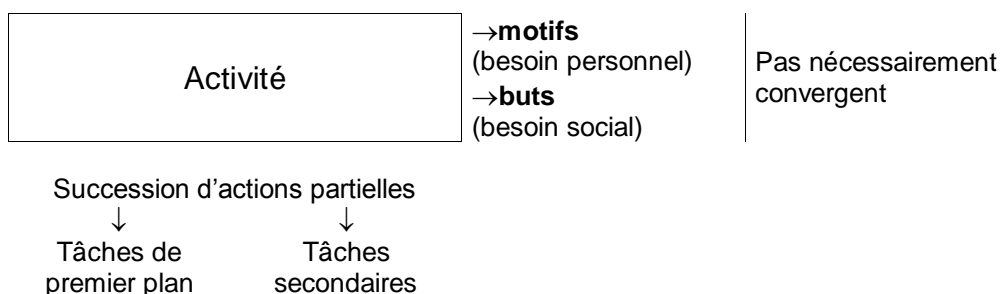 Activité
→motifs
(besoin personnel)
→buts
(besoin social)
Pas nécessairement
convergent
Succession d'actions partielles
↓ ↓
Tâches de Tâches
premier plan secondaires